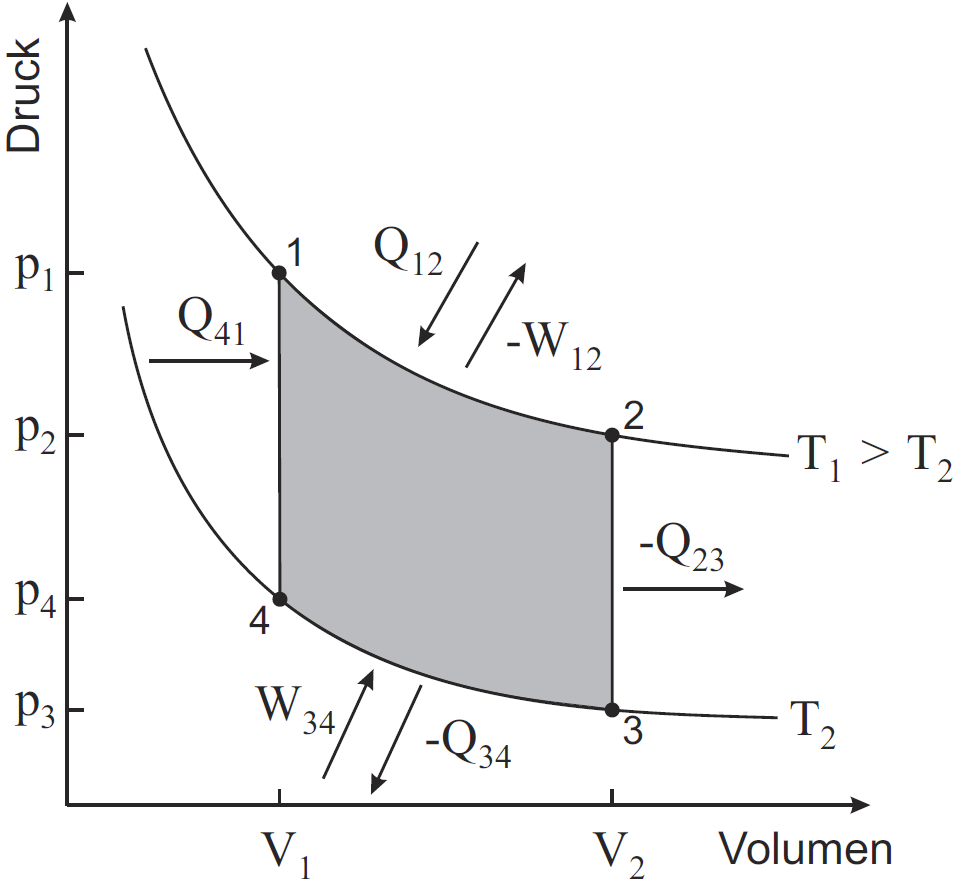 Druck
1
p₁
Q₁₂
Q₄₁
-W₁₂
2
p₂
T₁ > T₂
-Q₂₃
p₄
4
W₃₄
p₃
-Q₃₄
3
T₂
V₁
V₂
Volumen